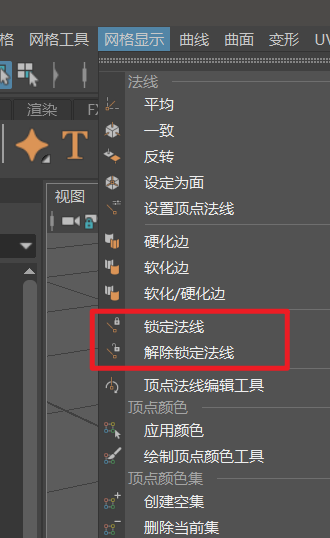 格 网格工具 网格显示 曲线 曲面 变形 UV
渲染 FX
T
视图
法线
平均
一致
反转
设定为面
设置顶点法线
硬化边
软化边
软化/硬化边
锁定法线
解除锁定法线
顶点法线编辑工具
顶点颜色
应用颜色
绘制顶点颜色工具
顶点颜色集
创建空集
删除当前集